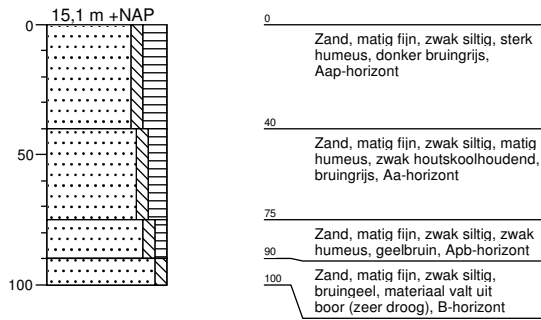 15,1 m +NAP
0
50
100
0
Zand, matig fijn, zwak siltig, sterk
humeus, donker bruingrijs,
Aap-horizont
40
Zand, matig fijn, zwak siltig, matig
humeus, zwak houtskoolhoudend,
bruingrijs, Aa-horizont
75
Zand, matig fijn, zwak siltig, zwak
humeus, geelbruin, Apb-horizont
90
100
Zand, matig fijn, zwak siltig,
bruingeel, materiaal valt uit
boor (zeer droog), B-horizont